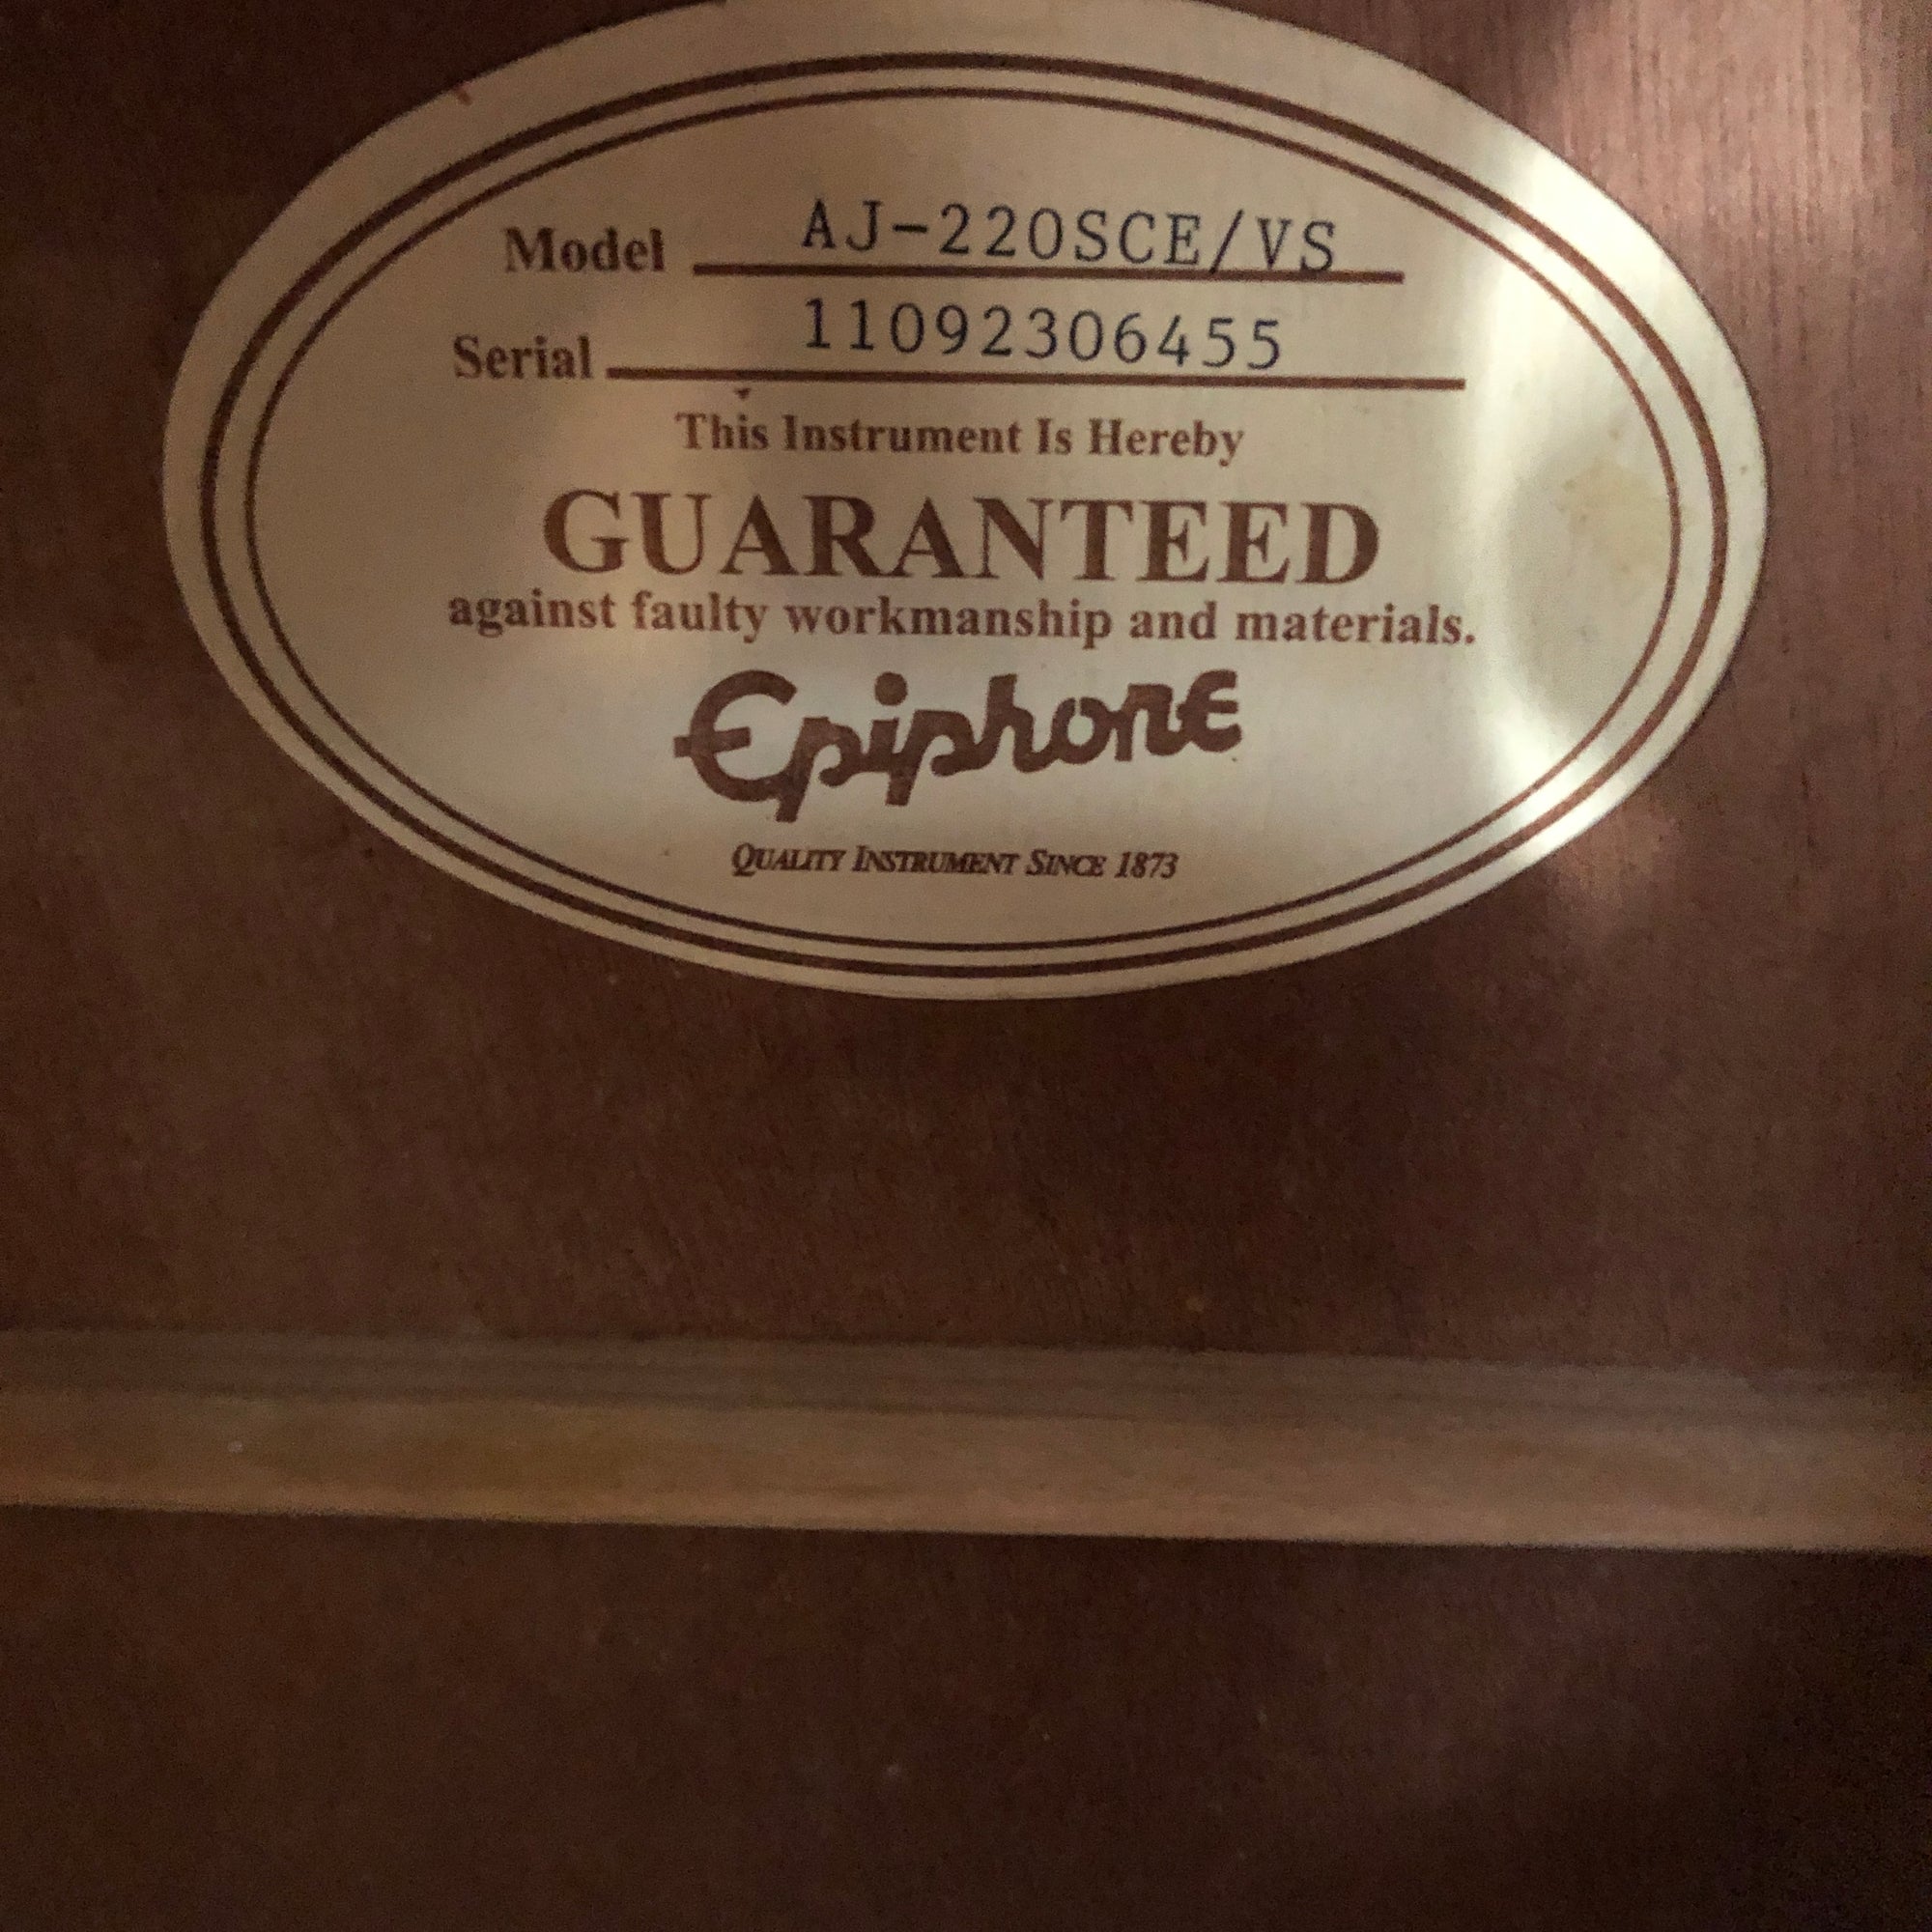 Model AJ-220SCE/VS
Serial 11092306455
This Instrument Is Hereby
GUARANTEED
against faulty workmanship and materials.
Epiphone
QUALITY INSTRUMENT SINCE 1873